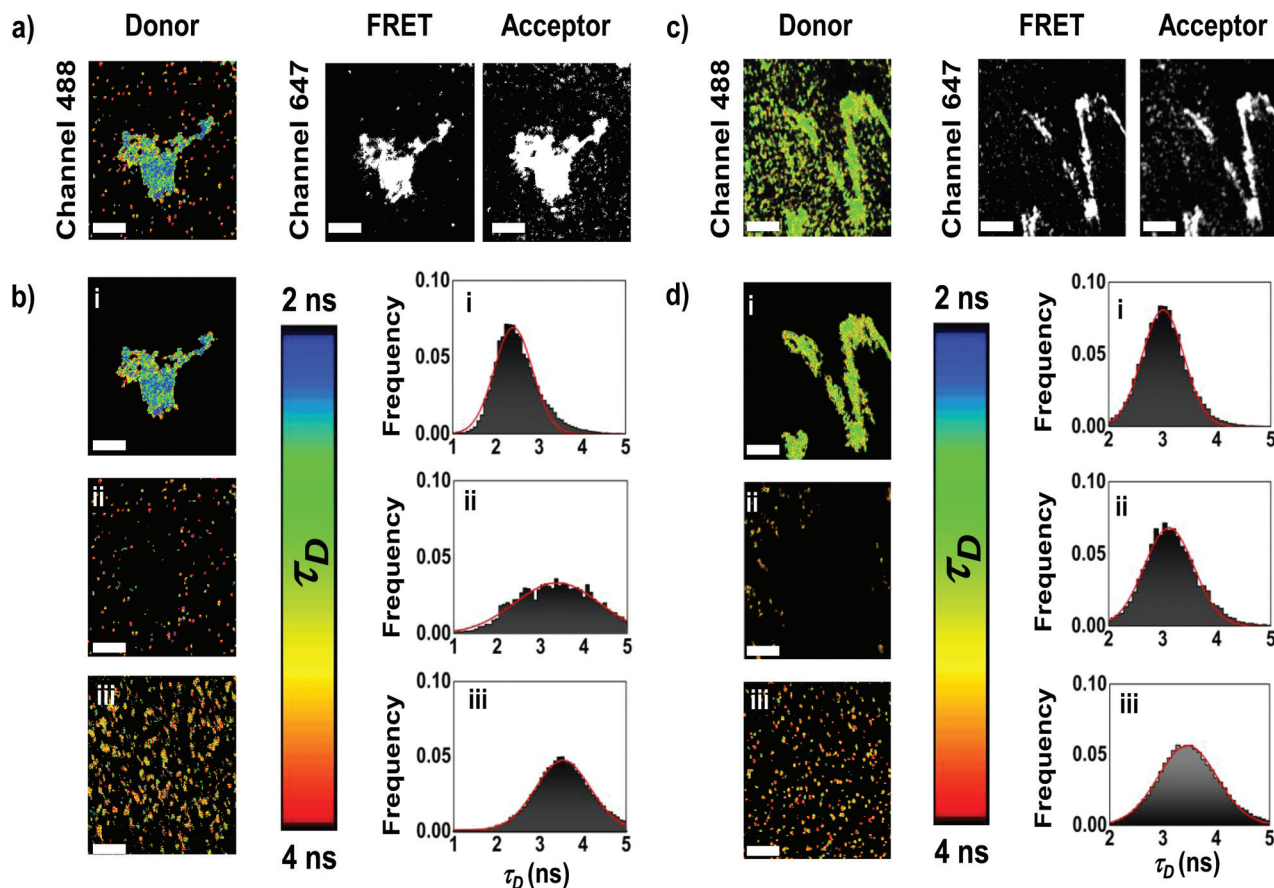 a)
Donor
FRET
Acceptor
Channel 488
Channel 647
b)
i
ii
iii
2 ns
τD
4 ns
Frequency
0.10
0.05
0.00
i
1 2 3 4 5
Frequency
0.10
0.05
0.00
ii
1 2 3 4 5
Frequency
0.10
0.05
0.00
iii
1 2 3 4 5
τD (ns)
c)
Donor
FRET
Acceptor
Channel 488
Channel 647
d)
i
ii
iii
2 ns
τD
4 ns
Frequency
0.10
0.05
0.00
i
2 3 4 5
Frequency
0.10
0.05
0.00
ii
2 3 4 5
Frequency
0.10
0.05
0.00
iii
2 3 4 5
τD (ns)